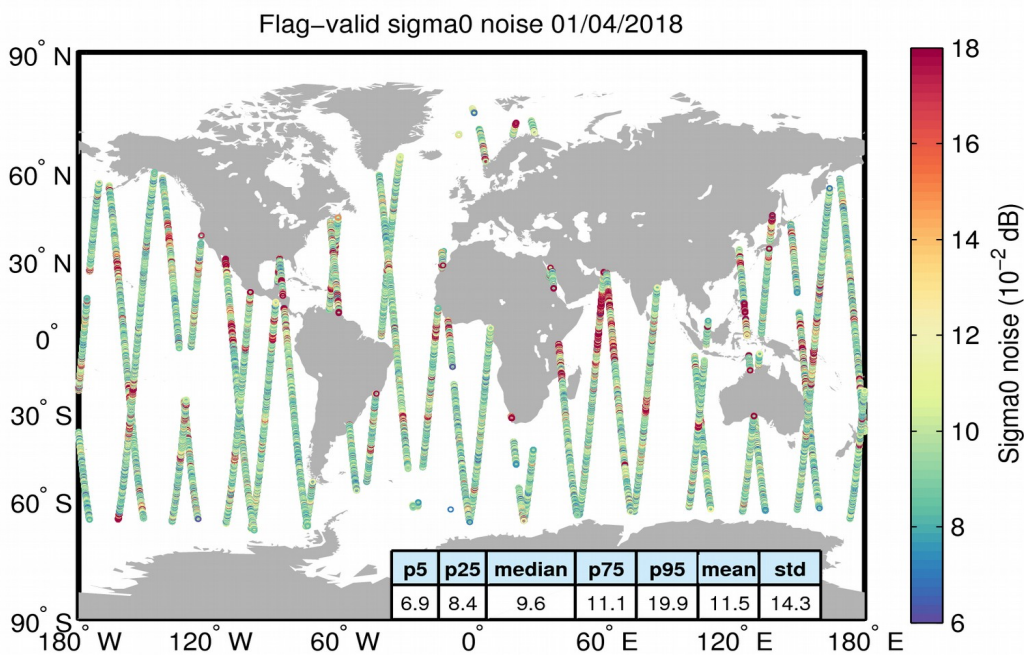 Flag−valid sigma0 noise 01/04/2018
90° N
60° N
30° N
0°
30° S
60° S
90° S
180° W
120° W
60° W
0°
60° E
120° E
180° E
p5 p25 median p75 p95 mean std
6.9 8.4 9.6 11.1 19.9 11.5 14.3
18
16
14
12
10
8
6
Sigma0 noise (10⁻² dB)